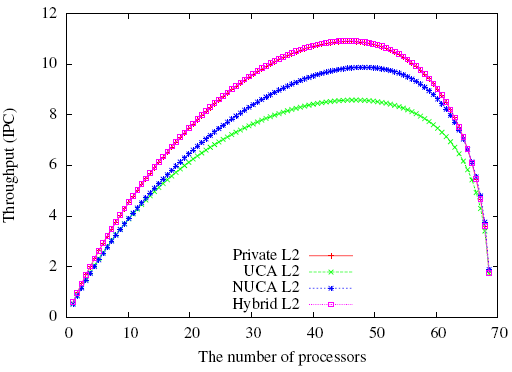 12
10
8
6
4
2
0
Throughput (IPC)
Private L2
UCA L2
NUCA L2
Hybrid L2
0 10 20 30 40 50 60 70
The number of processors